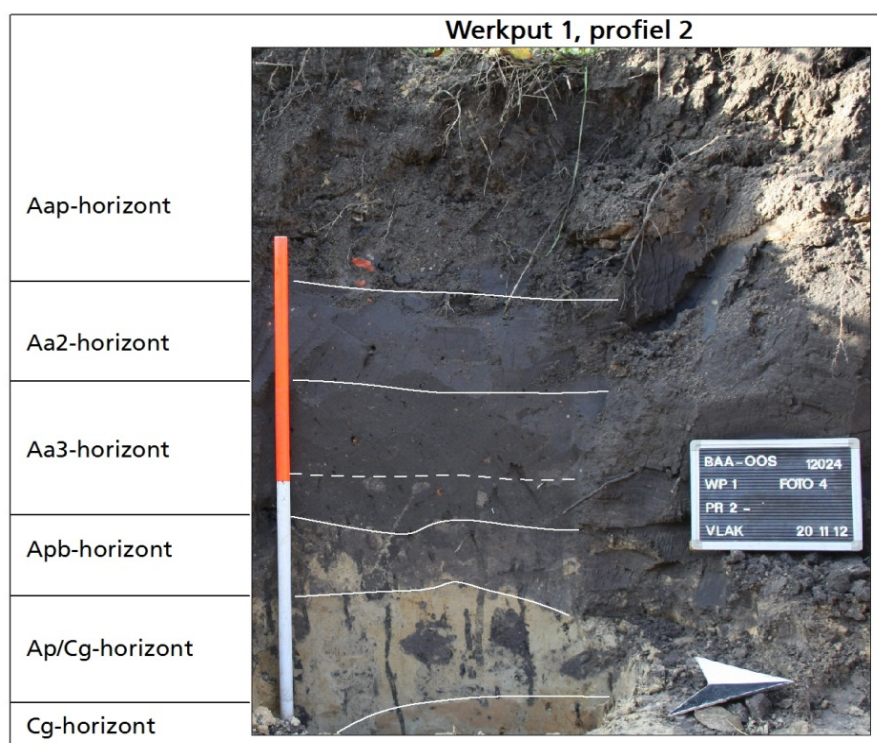 Werkput 1, profiel 2
Aap-horizont
Aa2-horizont
Aa3-horizont
Apb-horizont
Ap/Cg-horizont
Cg-horizont
BAA-OOS 12024
WP 1 FOTO 4
PR 2 -
VLAK 20 11 12